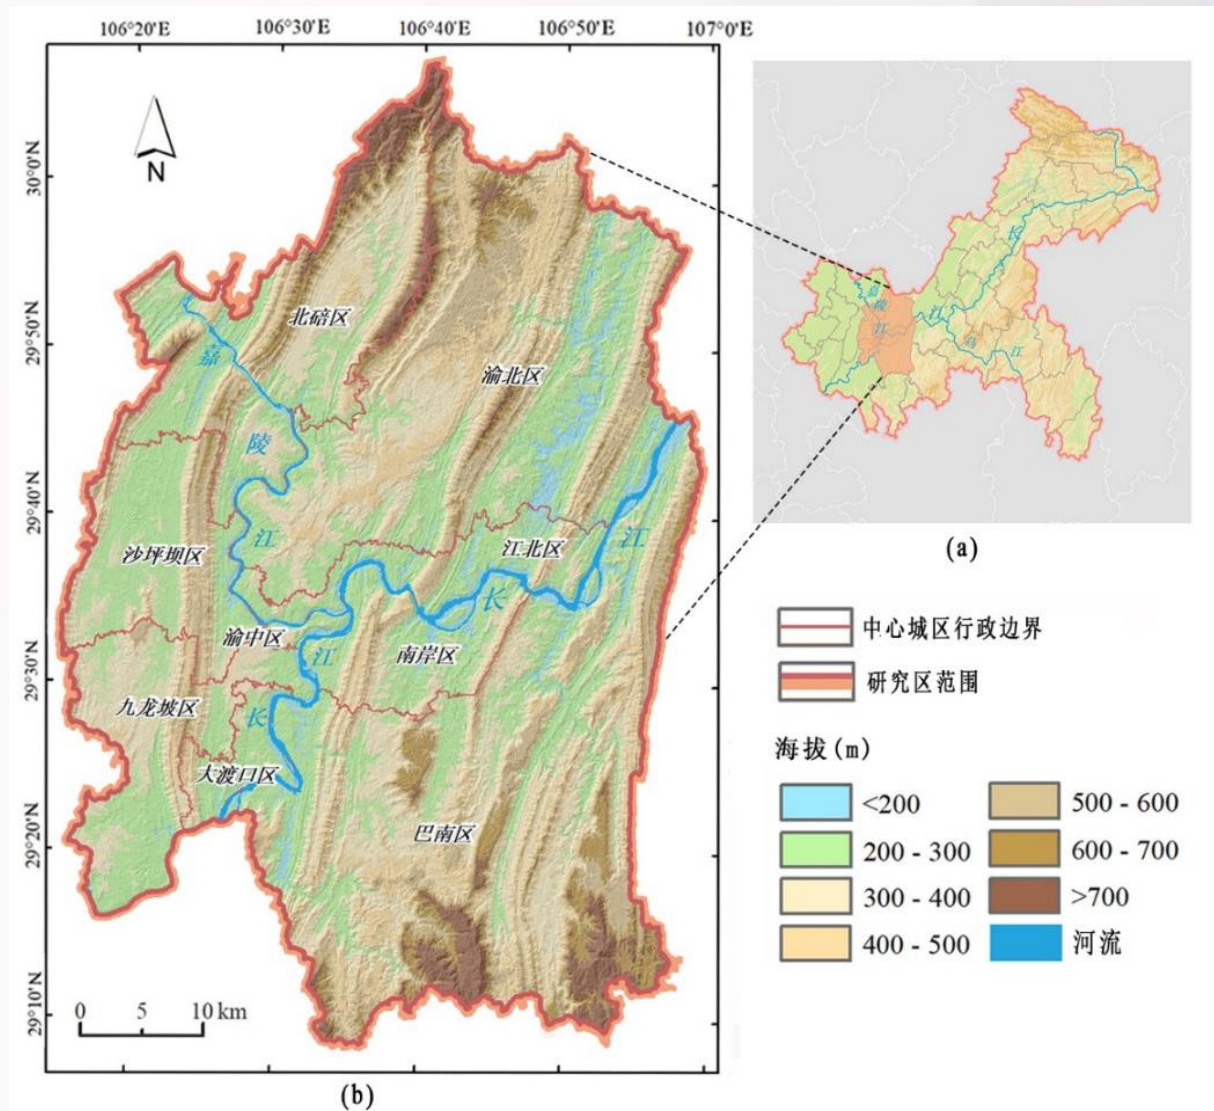 106°20'E 106°30'E 106°40'E 106°50'E 107°0'E
30°0'N
29°50'N
29°40'N
29°30'N
29°20'N
29°10'N
N
北碚区
嘉
渝北区
陵
江
沙坪坝区
江北区
江
长
渝中区
江
南岸区
九龙坡区
长
大渡口区
巴南区
0 5 10 km
(b)
长
嘉
陵
江
江
乌
江
(a)
中心城区行政边界
研究区范围
海拔(m)
<200
200 - 300
300 - 400
400 - 500
500 - 600
600 - 700
>700
河流